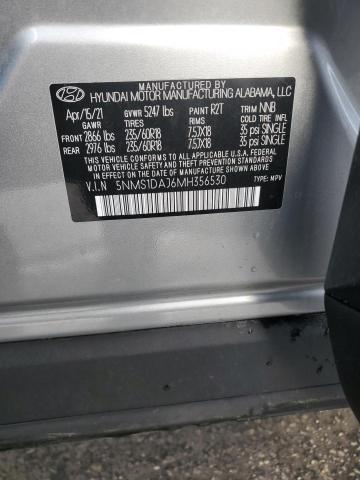 MANUFACTURED BY
HYUNDAI MOTOR MANUFACTURING ALABAMA, LLC
Apr/15/21 GVWR 5247 lbs PAINT R2T TRIM NNB
GAWR TIRES RIMS COLD TIRE INFL
FRONT 2866 lbs 235/60R18 7.5JX18 35 psi SINGLE
REAR 2976 lbs 235/60R18 7.5JX18 35 psi SINGLE
THIS VEHICLE CONFORMS TO ALL APPLICABLE U.S.A FEDERAL MOTOR
VEHICLE SAFETY, BUMPER, AND THEFT PREVENTION STANDARDS IN
EFFECT ON THE DATE OF MANUFACTURE SHOWN ABOVE.
V.I.N 5NMS1DAJ6MH356530 TYPE: MPV